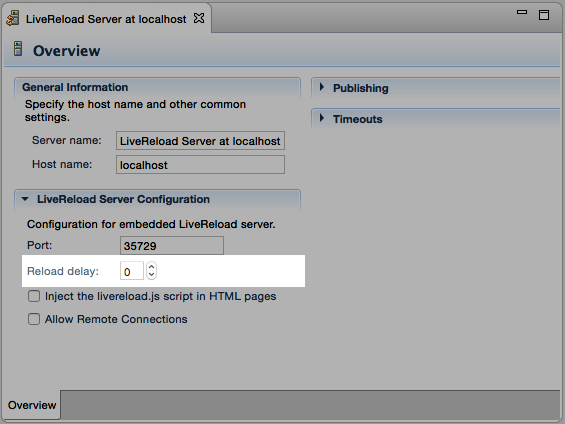 LiveReload Server at localhost
Overview
General Information
Specify the host name and other common
settings.
Server name: LiveReload Server at localhost
Host name: localhost
LiveReload Server Configuration
Configuration for embedded LiveReload server.
Port: 35729
Reload delay: 0
Inject the livereload.js script in HTML pages
Allow Remote Connections
Publishing
Timeouts
Overview